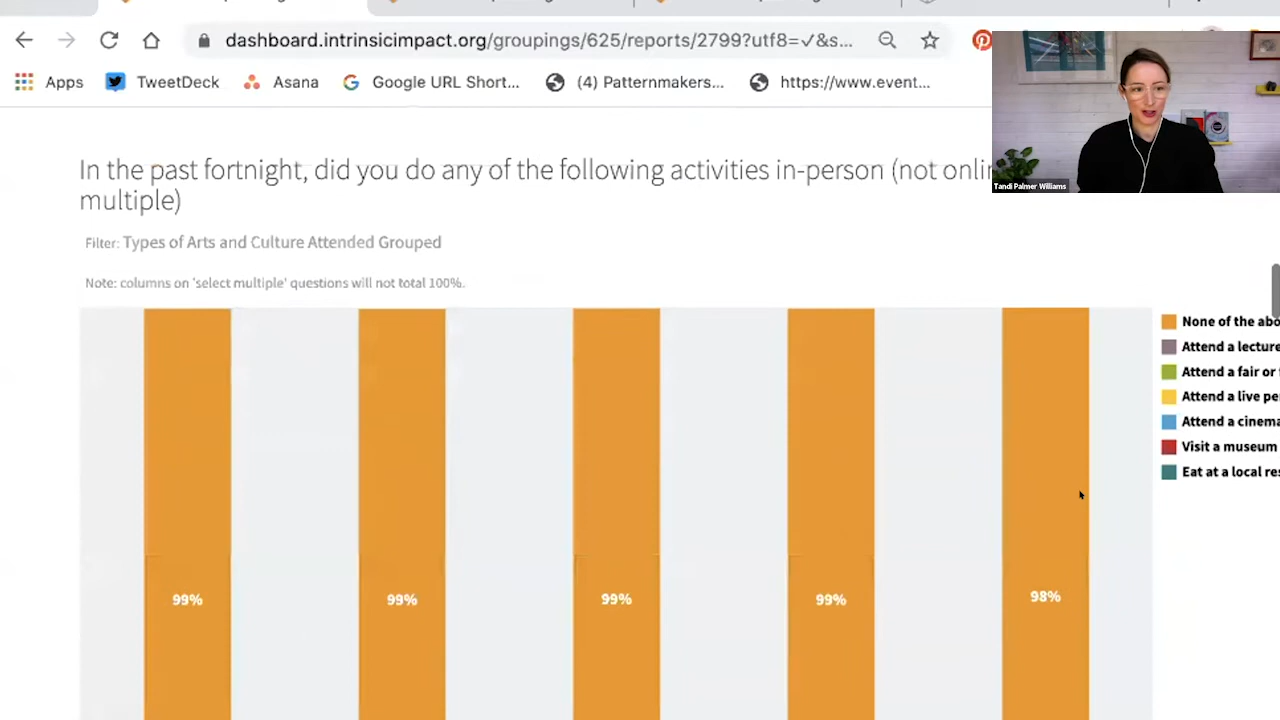 dashboard.intrinsicimpact.org/groupings/625/reports/2799?utf8=✓&s...
Apps TweetDeck Asana Google URL Short... (4) Patternmakers... https://www.event...
In the past fortnight, did you do any of the following activities in-person (not onlin
multiple)
Filter: Types of Arts and Culture Attended Grouped
Note: columns on 'select multiple' questions will not total 100%.
Tandi Palmer Williams
None of the abo
Attend a lecture
Attend a fair or
Attend a live pe
Attend a cinema
Visit a museum
Eat at a local res
99% 99% 99% 99% 98%